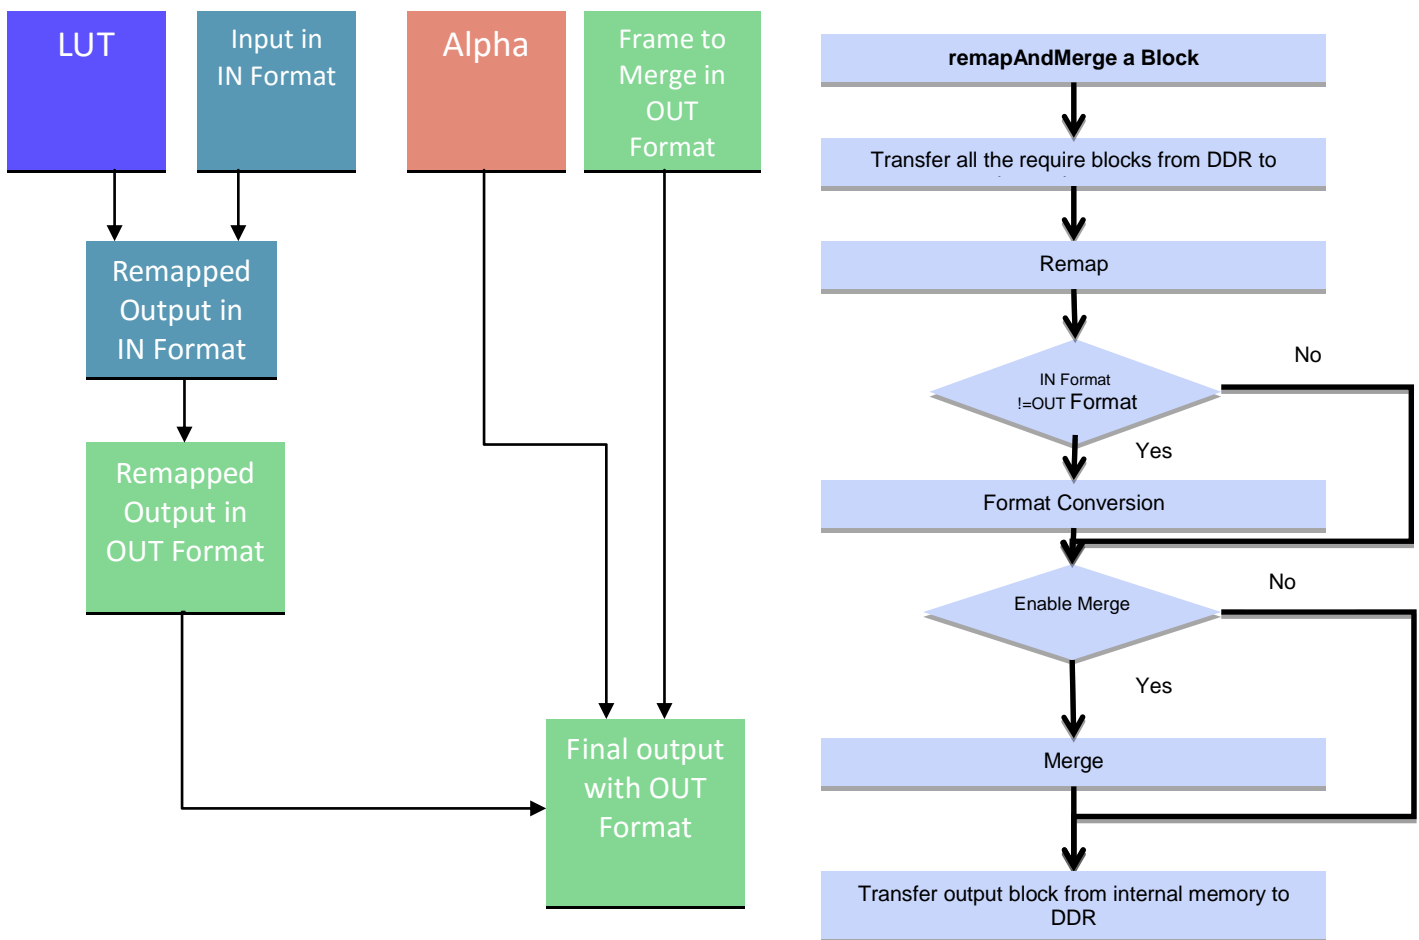 LUT
Input in
IN Format
Alpha
Frame to
Merge in
OUT
Format
Remapped
Output in
IN Format
Remapped
Output in
OUT Format
Final output
with OUT
Format
remapAndMerge a Block
Transfer all the require blocks from DDR to
Remap
IN Format
!=OUT Format
No
Yes
Format Conversion
Enable Merge
No
Yes
Merge
Transfer output block from internal memory to
DDR